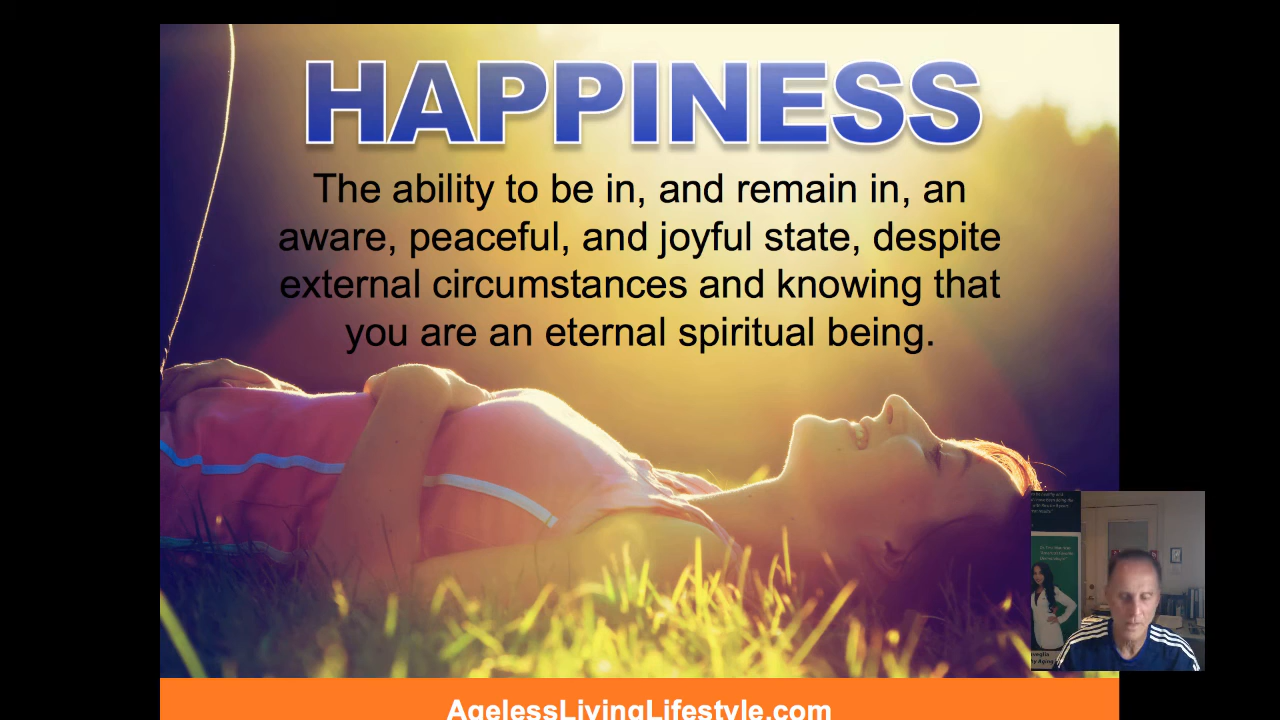 HAPPINESS
The ability to be in, and remain in, an
aware, peaceful, and joyful state, despite
external circumstances and knowing that
you are an eternal spiritual being.
AgelessLivingLifestyle.com